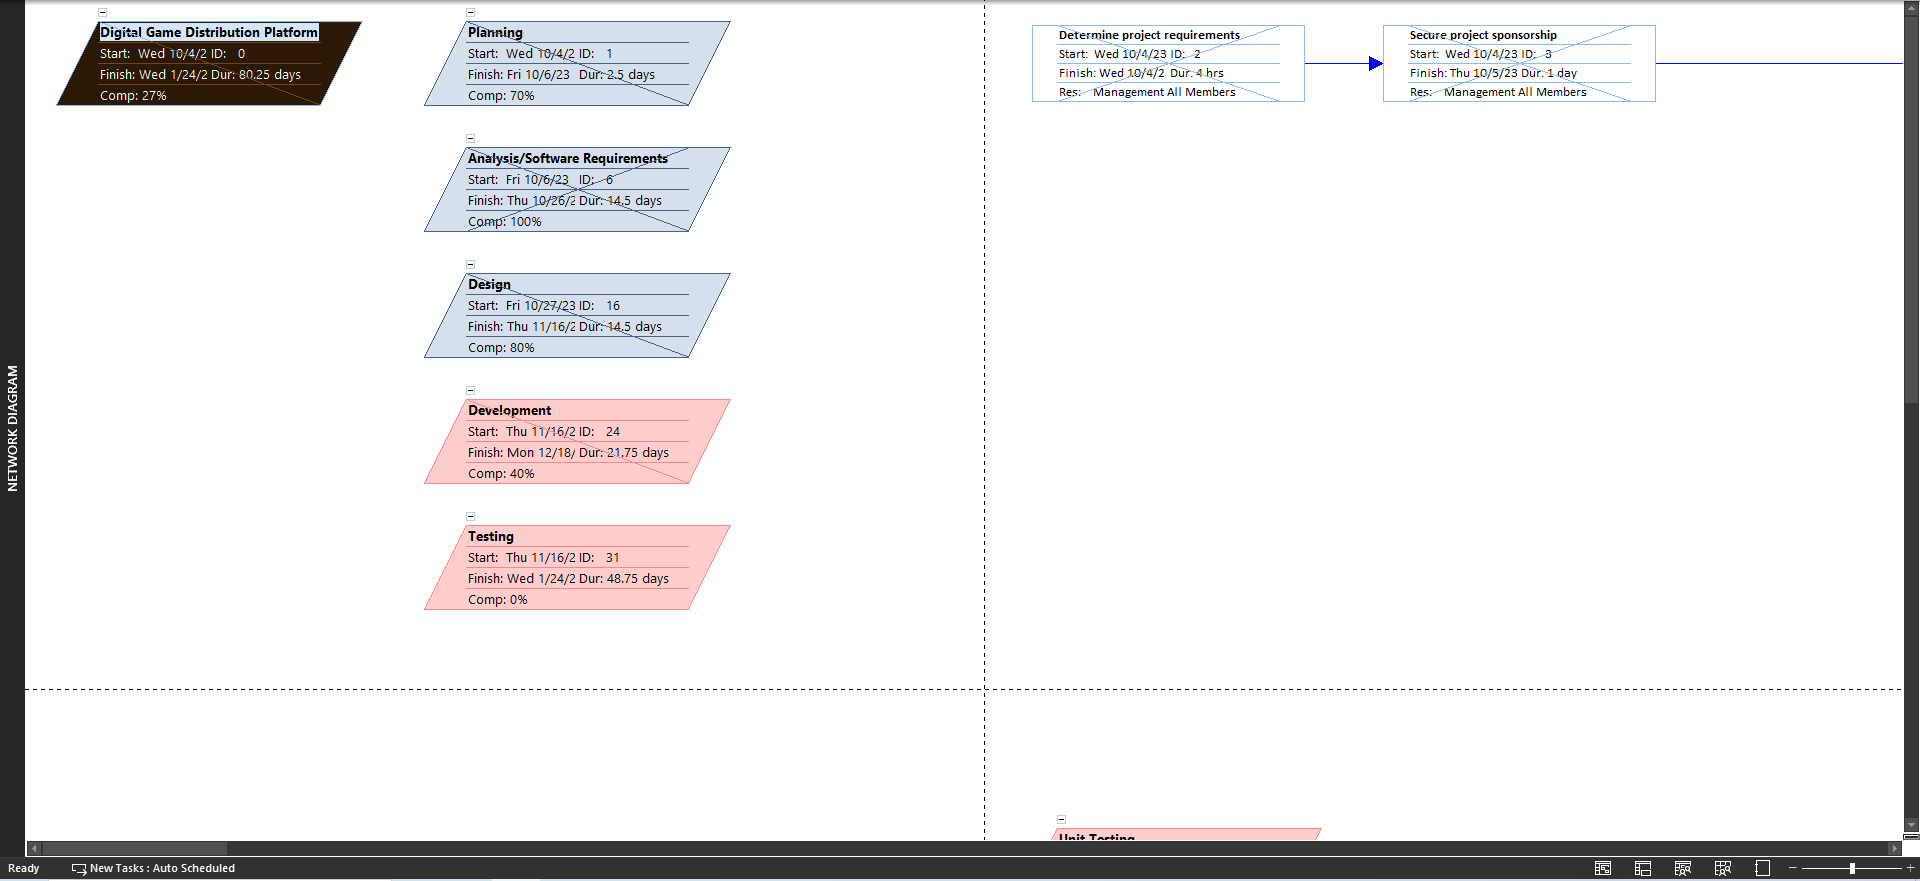 Digital Game Distribution Platform
Start: Wed 10/4/2 ID: 0
Finish: Wed 1/24/2 Dur: 80.25 days
Comp: 27%
Planning
Start: Wed 10/4/2 ID: 1
Finish: Fri 10/6/23 Dur: 2.5 days
Comp: 70%
Determine project requirements
Start: Wed 10/4/23 ID: 2
Finish: Wed 10/4/2 Dur: 4 hrs
Res: Management All Members
Secure project sponsorship
Start: Wed 10/4/23 ID: 3
Finish: Thu 10/5/23 Dur: 1 day
Res: Management All Members
Analysis/Software Requirements
Start: Fri 10/6/23 ID: 6
Finish: Thu 10/26/2 Dur: 14.5 days
Comp: 100%
Design
Start: Fri 10/27/23 ID: 16
Finish: Thu 11/16/2 Dur: 14.5 days
Comp: 80%
Development
Start: Thu 11/16/2 ID: 24
Finish: Mon 12/18/ Dur: 21.75 days
Comp: 40%
Testing
Start: Thu 11/16/2 ID: 31
Finish: Wed 1/24/2 Dur: 48.75 days
Comp: 0%
Unit Testing
NETWORK DIAGRAM
Ready
New Tasks : Auto Scheduled